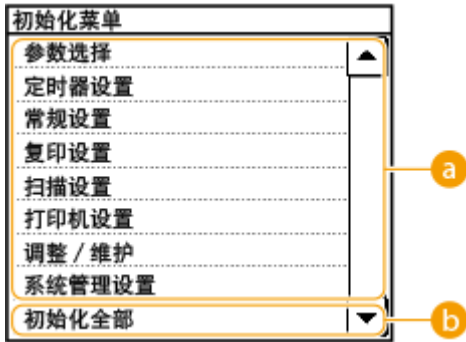 初始化菜单
参数选择
定时器设置
常规设置
复印设置
扫描设置
打印机设置
调整 / 维护
系统管理设置
初始化全部
a
b